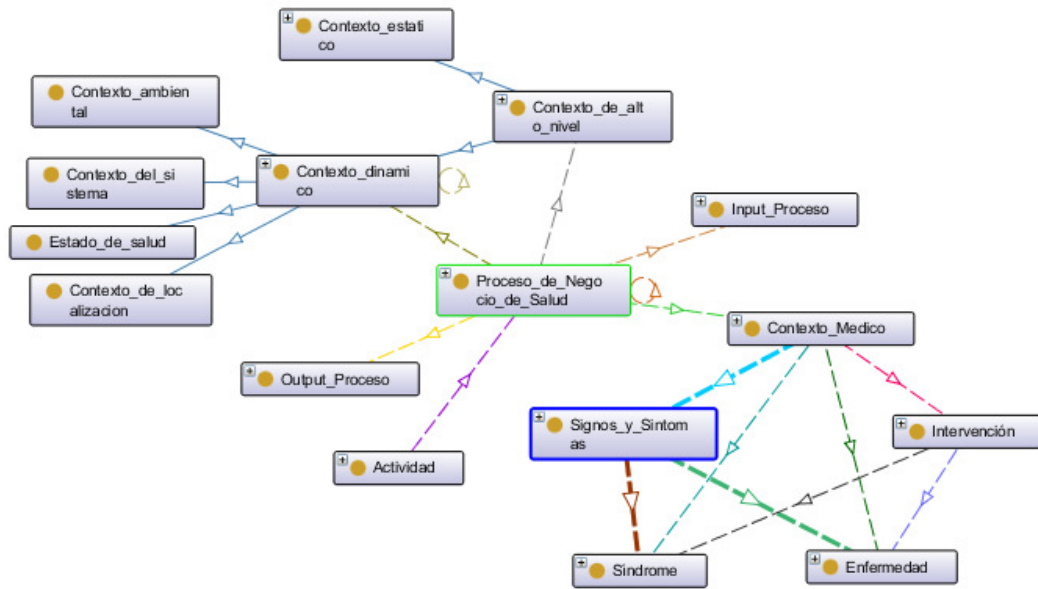 Contexto_estati
co
Contexto_ambien
tal
Contexto_de_alt
o_nivel
Contexto_del_si
stema
Contexto_dinami
co
Input_Proceso
Estado_de_salud
Contexto_de_loc
alizacion
Proceso_de_Nego
cio_de_Salud
Contexto_Medico
Output_Proceso
Signos_y_Sintom
as
Intervención
Actividad
Sindrome
Enfermedad